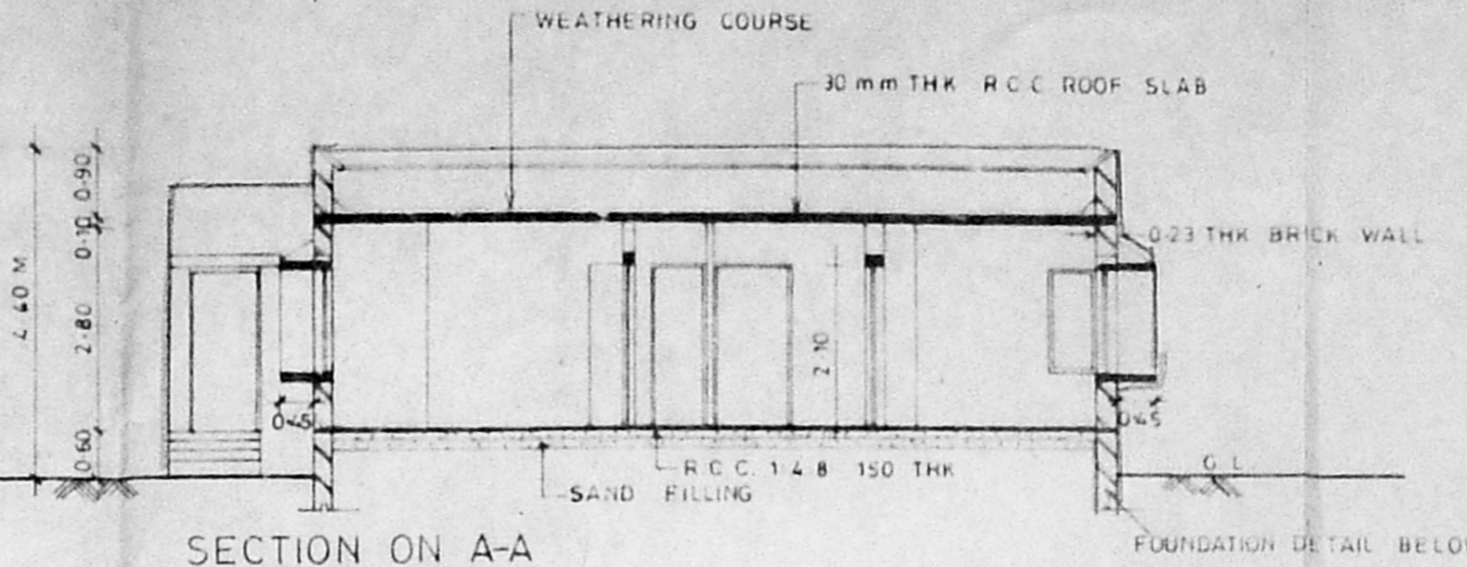 WEATHERING COURSE
30 mm THK R C C ROOF SLAB
0.90
0.10
4.40 M.
0.23 THK BRICK WALL
2.80
2.10
0.45
0.45
0.60
R.C.C. 1 4 8 150 THK
G L
SAND FILLING
SECTION ON A-A
FOUNDATION DETAIL BELO